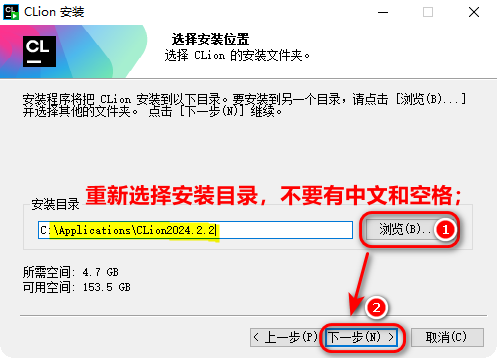 CLion 安装
CL
选择安装位置
选择 CLion 的安装文件夹。
安装程序将把 CLion 安装到以下目录。要安装到另一个目录，请点击 [浏览(B)...]
并选择其他的文件夹。 点击 [下一步(N)] 继续。
重新选择安装目录，不要有中文和空格；
安装目录
C:\Applications\CLion2024.2.2
浏览(B)..
1
所需空间: 4.7 GB
可用空间: 153.5 GB
2
< 上一步(P)
下一步(N) >
取消(C)